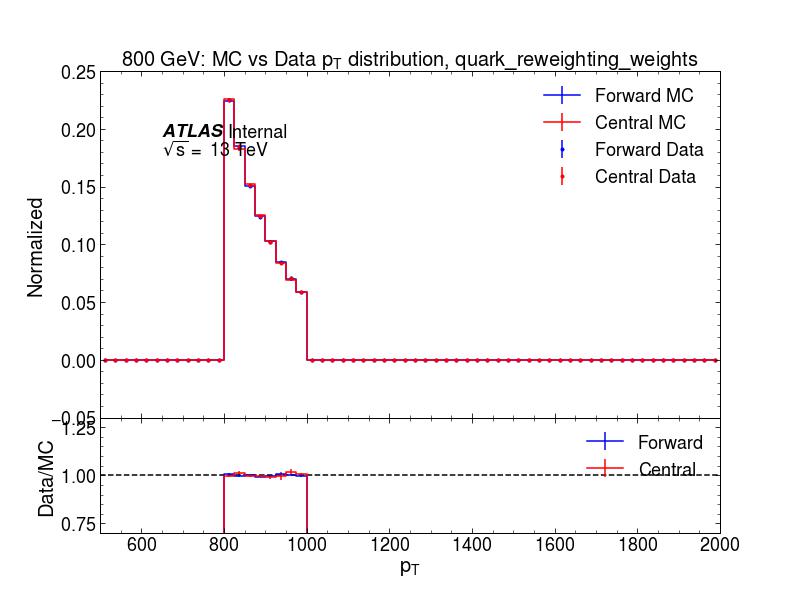 800 GeV: MC vs Data pT distribution, quark_reweighting_weights
0.25
0.20
0.15
0.10
0.05
0.00
−0.05
Normalized
ATLAS Internal
√s = 13 TeV
Forward MC
Central MC
Forward Data
Central Data
1.25
1.00
0.75
Data/MC
Forward
Central
600 800 1000 1200 1400 1600 1800 2000
pT